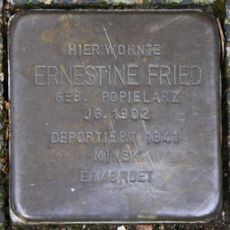 HIER WOHNTE
ERNESTINE FRIED
GEB. POPIELARZ
JG. 1902
DEPORTIERT 1941
MINSK
ERMORDET